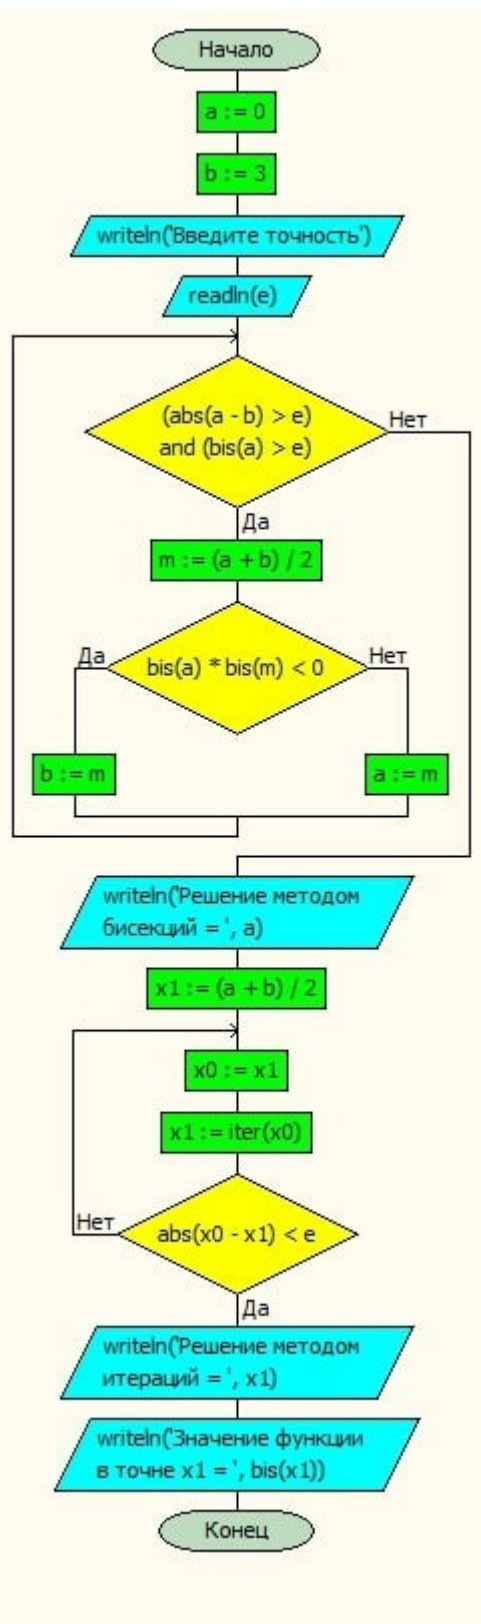 Начало
a := 0
b := 3
writeln('Введите точность')
readln(e)
(abs(a - b) > e)
and (bis(a) > e)
Нет
Да
m := (a + b) / 2
Да
bis(a) * bis(m) < 0
Нет
b := m
a := m
writeln('Решение методом
бисекций = ', a)
x1 := (a + b) / 2
x0 := x1
x1 := iter(x0)
Нет
abs(x0 - x1) < e
Да
writeln('Решение методом
итераций = ', x1)
writeln('Значение функции
в точне x1 = ', bis(x1))
Конец